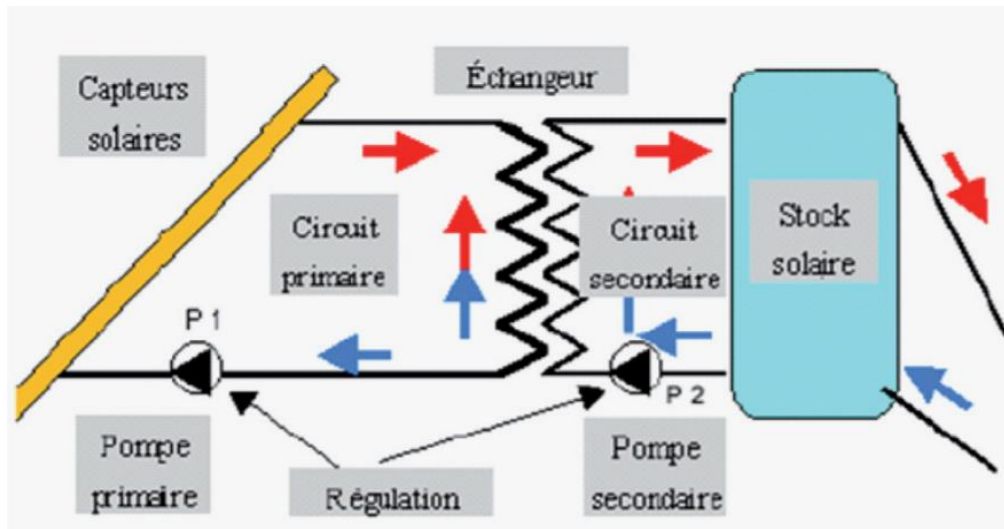 Capteurs
solaires
Échangeur
Circuit
primaire
Circuit
secondaire
Stock
solaire
P 1
P 2
Pompe
primaire
Régulation
Pompe
secondaire